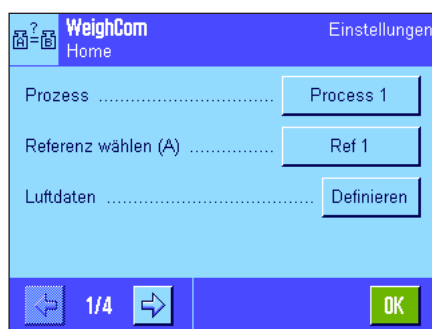 A ? = B WeighCom Einstellungen
Home
Prozess ................................ Process 1
Referenz wählen (A) ............... Ref 1
Luftdaten ...................................... Definieren
1/4 OK